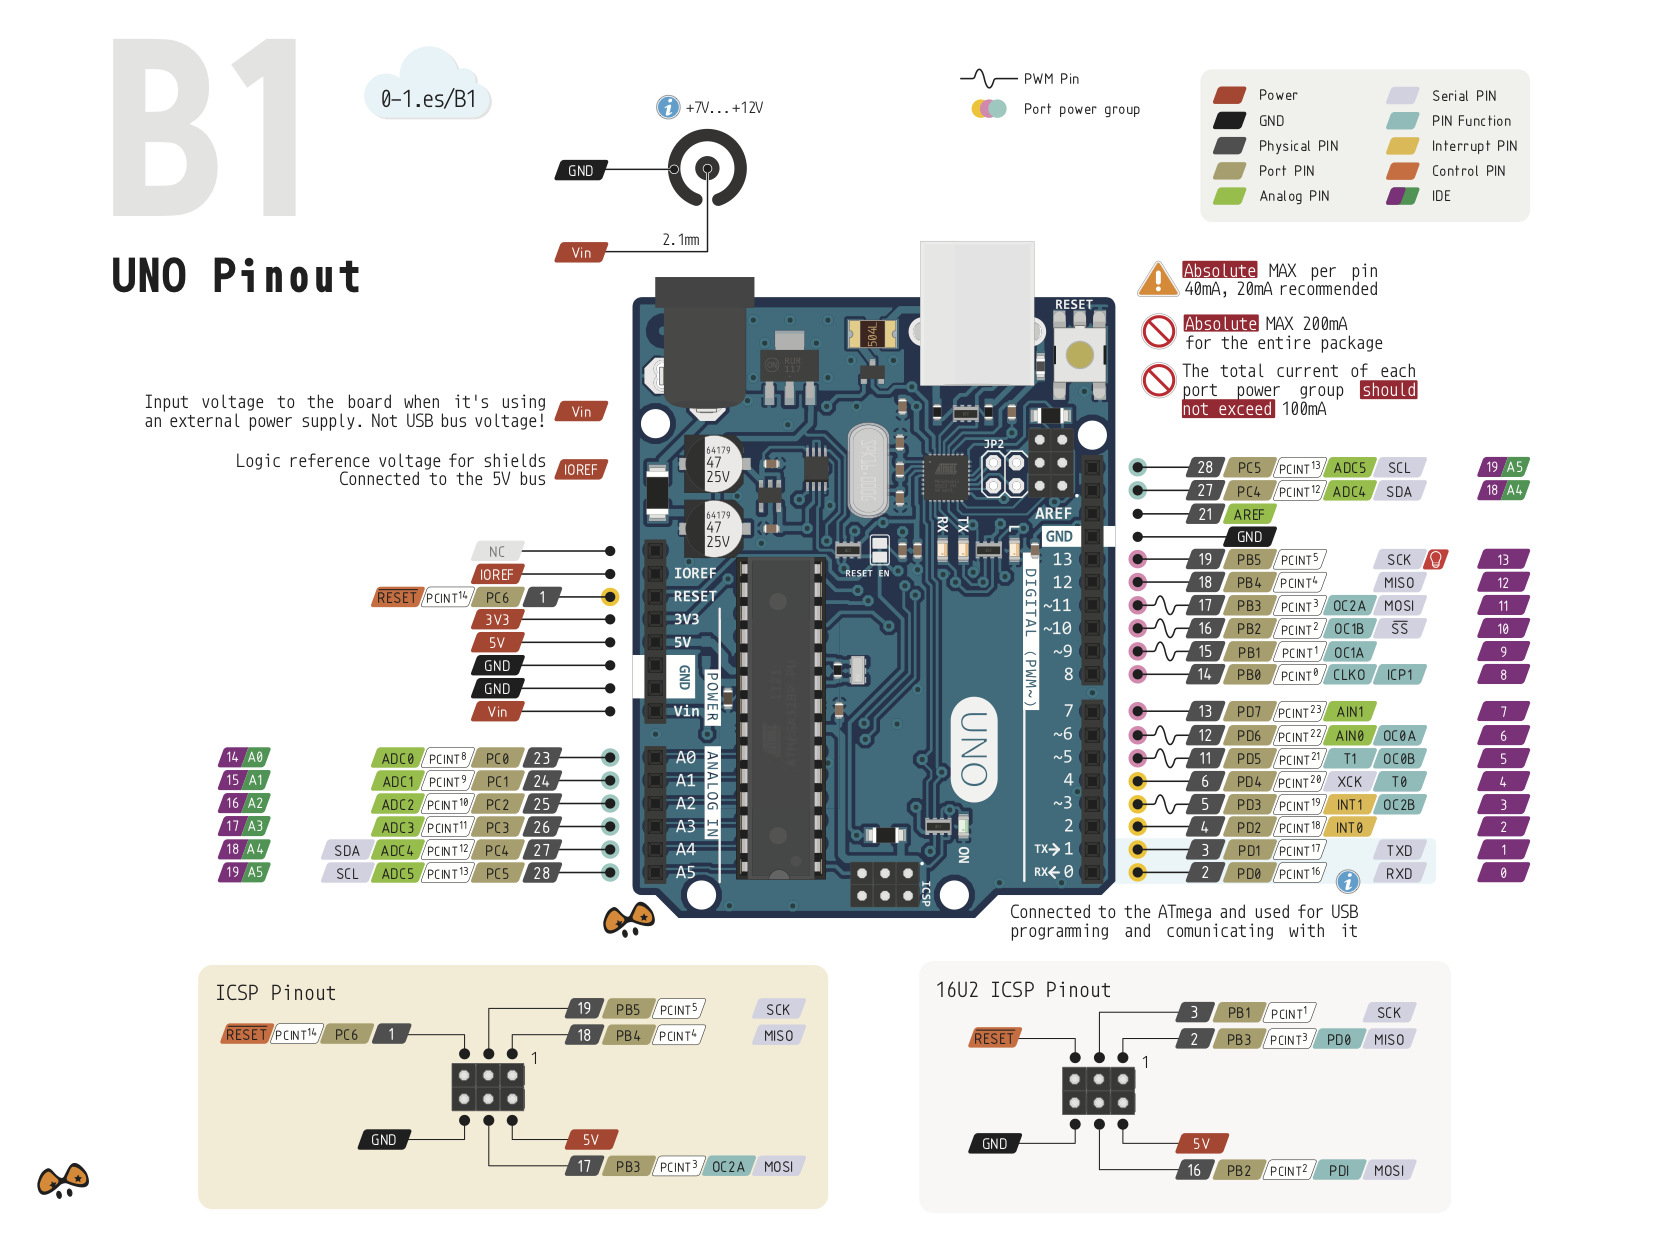 B1
0-1.es/B1
UNO Pinout
+7V...+12V
GND
2.1mm
Vin
PWM Pin
Port power group
Power
GND
Physical PIN
Port PIN
Analog PIN
Serial PIN
PIN Function
Interrupt PIN
Control PIN
IDE
Absolute MAX per pin
40mA, 20mA recommended
Absolute MAX 200mA
for the entire package
The total current of each
port power group should
not exceed 100mA
Input voltage to the board when it's using
an external power supply. Not USB bus voltage!
Vin
Logic reference voltage for shields
Connected to the 5V bus
IOREF
NC
IOREF
RESET PCINT14 PC6 1
3V3
5V
GND
GND
Vin
14 A0 ADC0 PCINT8 PC0 23
15 A1 ADC1 PCINT9 PC1 24
16 A2 ADC2 PCINT10 PC2 25
17 A3 ADC3 PCINT11 PC3 26
18 A4 SDA ADC4 PCINT12 PC4 27
19 A5 SCL ADC5 PCINT13 PC5 28
RESET
504L
64179
47
25V
64179
47
25V
JP2
RX
TX
L
RESET EN
IOREF
RESET
3V3
5V
GND
Vin
POWER
A0
A1
A2
A3
A4
A5
ANALOG IN
AREF
GND
13
12
~11
~10
~9
8
7
~6
~5
4
~3
2
TX→1
RX←0
DIGITAL (PWM~)
UNO
ON
ICSP
28 PC5 PCINT13 ADC5 SCL 19 A5
27 PC4 PCINT12 ADC4 SDA 18 A4
21 AREF
GND
19 PB5 PCINT5 SCK 13
18 PB4 PCINT4 MISO 12
17 PB3 PCINT3 OC2A MOSI 11
16 PB2 PCINT2 OC1B SS 10
15 PB1 PCINT1 OC1A 9
14 PB0 PCINT0 CLKO ICP1 8
13 PD7 PCINT23 AIN1 7
12 PD6 PCINT22 AIN0 OC0A 6
11 PD5 PCINT21 T1 OC0B 5
6 PD4 PCINT20 XCK T0 4
5 PD3 PCINT19 INT1 OC2B 3
4 PD2 PCINT18 INT0 2
3 PD1 PCINT17 TXD 1
2 PD0 PCINT16 RXD 0
Connected to the ATmega and used for USB
programming and comunicating with it
ICSP Pinout
19 PB5 PCINT5 SCK
RESET PCINT14 PC6 1
18 PB4 PCINT4 MISO
1
GND
5V
17 PB3 PCINT3 OC2A MOSI
16U2 ICSP Pinout
3 PB1 PCINT1 SCK
RESET
2 PB3 PCINT3 PD0 MISO
1
GND
5V
16 PB2 PCINT2 PDI MOSI